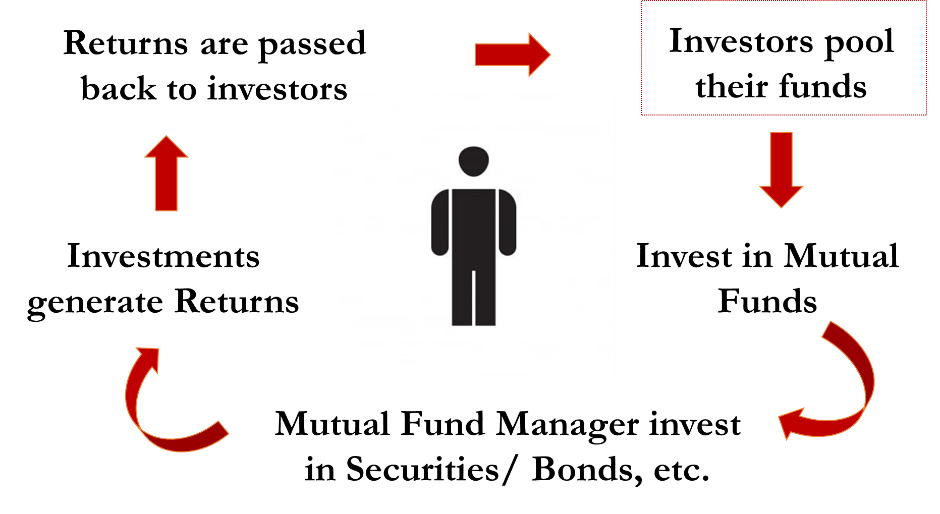 Returns are passed
back to investors
Investors pool
their funds
Investments
generate Returns
Invest in Mutual
Funds
Mutual Fund Manager invest
in Securities/ Bonds, etc.